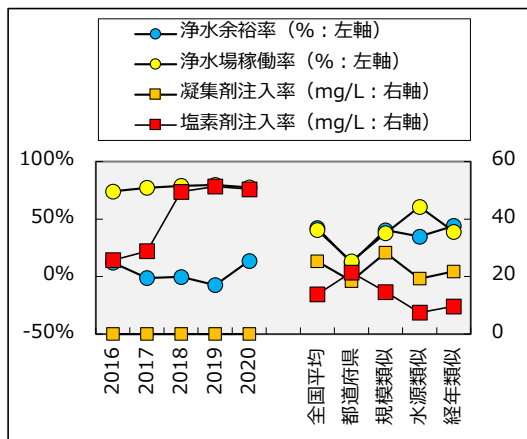 浄水余裕率（%：左軸）
浄水場稼働率（%：左軸）
凝集剤注入率（mg/L：右軸）
塩素剤注入率（mg/L：右軸）
100%
50%
0%
-50%
60
40
20
0
2016
2017
2018
2019
2020
全国平均
都道府県
規模類似
水源類似
経年類似